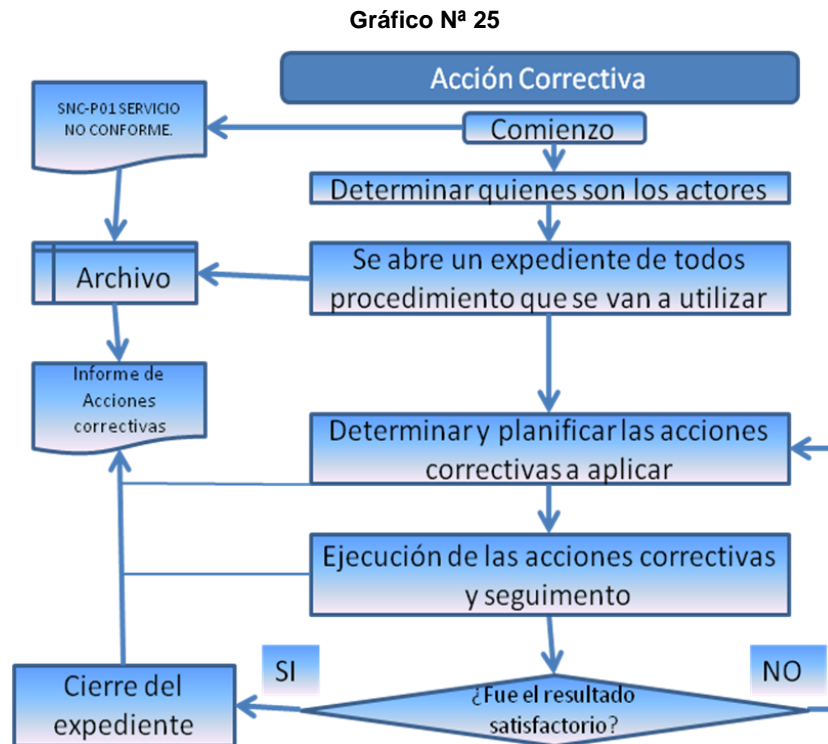 Gráfico Nª 25
Acción Correctiva
SNC-P01 SERVICIO
NO CONFORME.
Comienzo
Determinar quienes son los actores
Archivo
Se abre un expediente de todos
procedimiento que se van a utilizar
Informe de
Acciones
correctivas
Determinar y planificar las acciones
correctivas a aplicar
Ejecución de las acciones correctivas
y seguimento
Cierre del
expediente
SI
¿Fue el resultado
satisfactorio?
NO